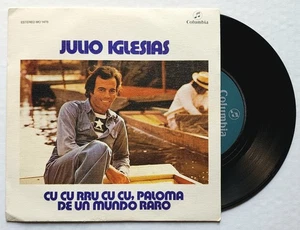 Columbia
JULIO IGLESIAS
CU CU RRU CU CU, PALOMA
DE UN MUNDO RARO
Columbia